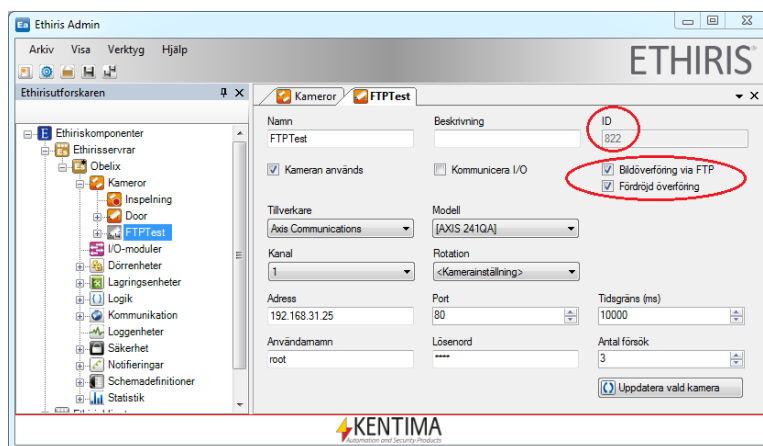 Ethiris Admin
Arkiv Visa Verktyg Hjälp
ETHIRIS
Ethirisutforskaren
Kameror FTPTest
Ethiriskomponenter
Ethirisservrar
Obelix
Kameror
Inspelning
Door
FTPTest
I/O-moduler
Dörrenheter
Lagringsenheter
Logik
Kommunikation
Loggenheter
Säkerhet
Notifieringar
Schemadefinitioner
Statistik
Namn Beskrivning ID
FTPTest 822
Kameran används Kommunicera I/O Bildöverföring via FTP
Fördröjd överföring
Tillverkare Modell
Axis Communications [AXIS 241QA]
Kanal Rotation
1 <Kamerainställning>
Adress Port Tidsgräns (ms)
192.168.31.25 80 10000
Användarnamn Lösenord Antal försök
root **** 3
Uppdatera vald kamera
KENTIMA
Automation and Security Products